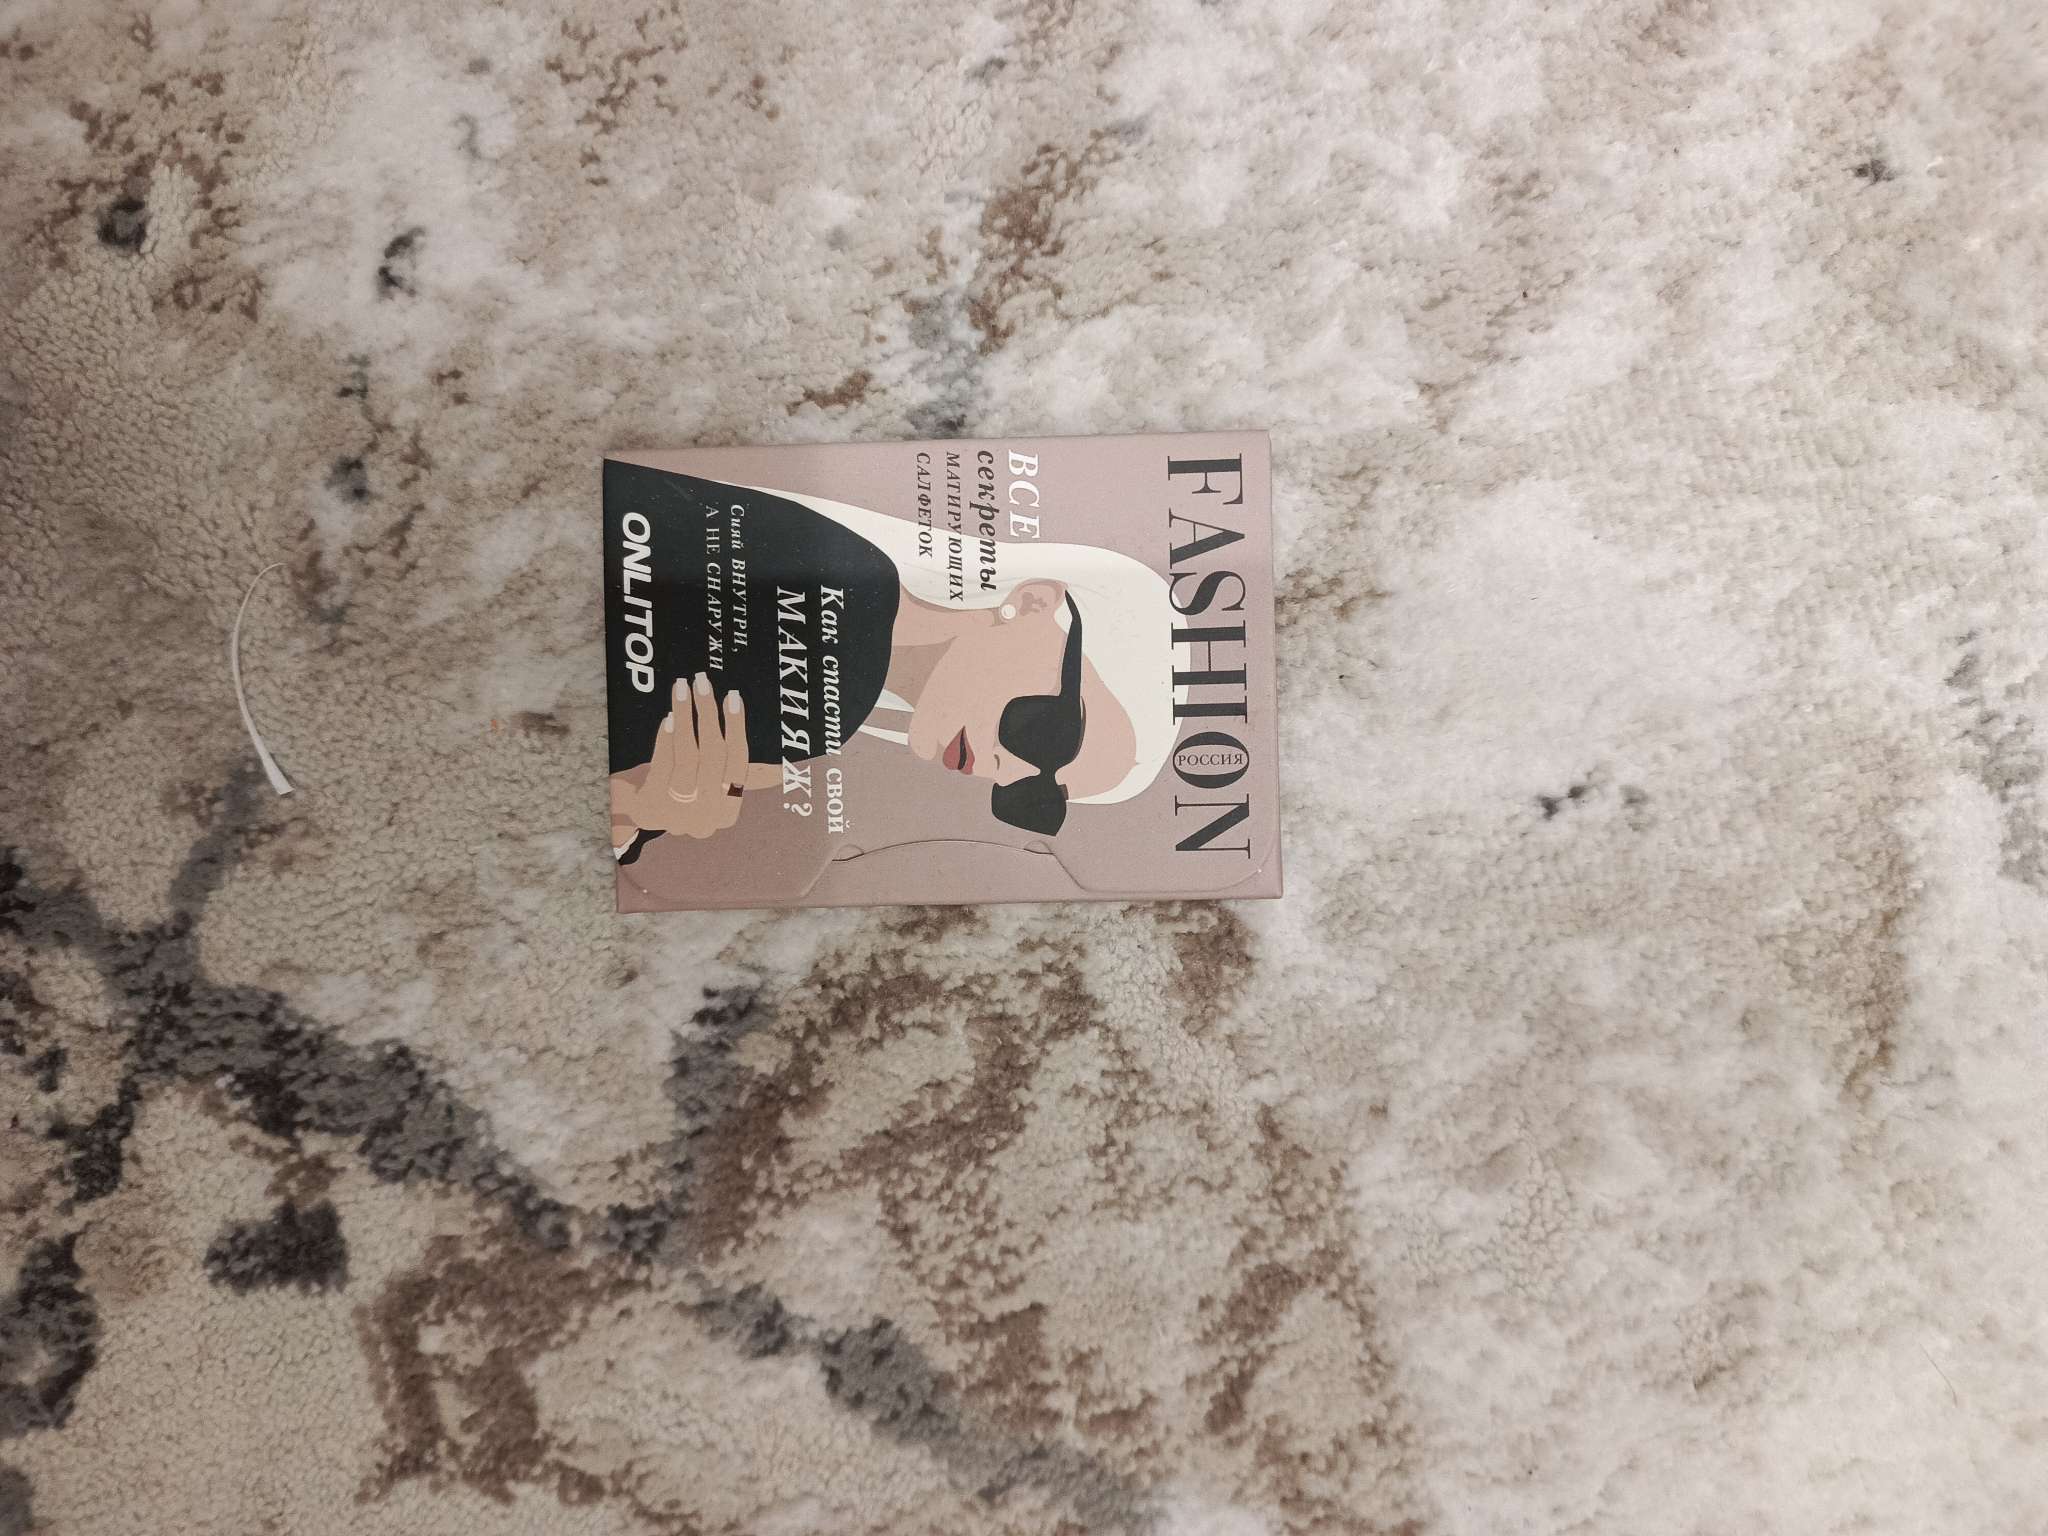 FASHION
РОССИЯ
ВСЕ
секреты
МАТИРУЮЩИХ
САЛФЕТОК
Как спасти СВОЙ
МАКИЯЖ?
Сияй ВНУТРИ,
А НЕ СНАРУЖИ
ONLITOP